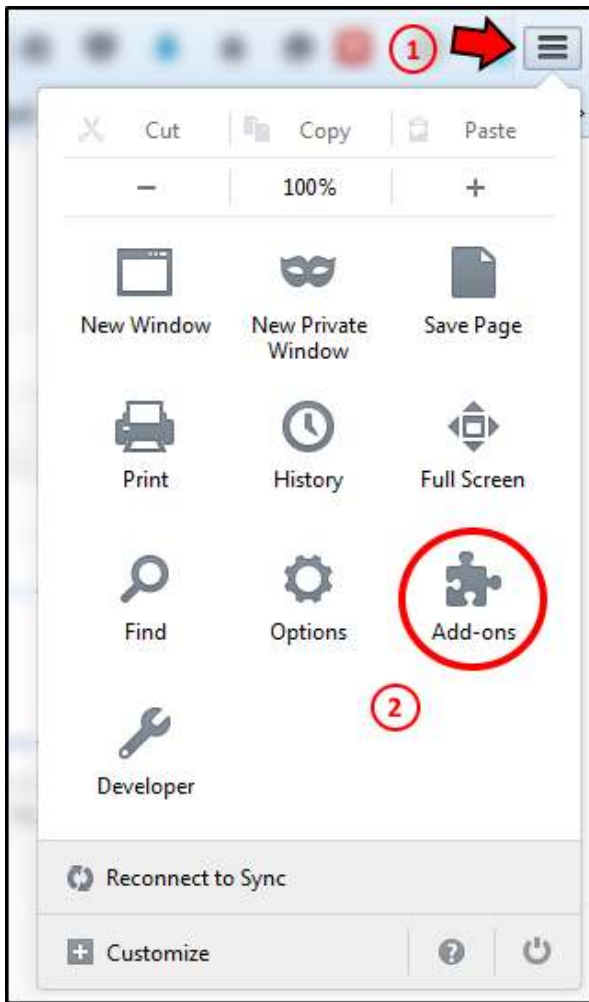 1
Cut Copy Paste
− 100% +
New Window New Private Window Save Page
Print History Full Screen
Find Options Add-ons
2
Developer
Reconnect to Sync
Customize